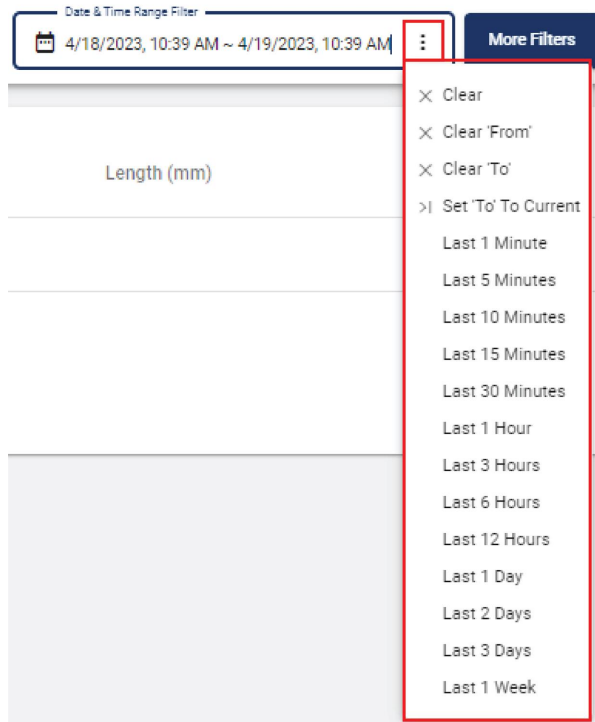 Date & Time Range Filter
4/18/2023, 10:39 AM ~ 4/19/2023, 10:39 AM
More Filters
Clear
Clear 'From'
Clear 'To'
Length (mm)
Set 'To' To Current
Last 1 Minute
Last 5 Minutes
Last 10 Minutes
Last 15 Minutes
Last 30 Minutes
Last 1 Hour
Last 3 Hours
Last 6 Hours
Last 12 Hours
Last 1 Day
Last 2 Days
Last 3 Days
Last 1 Week